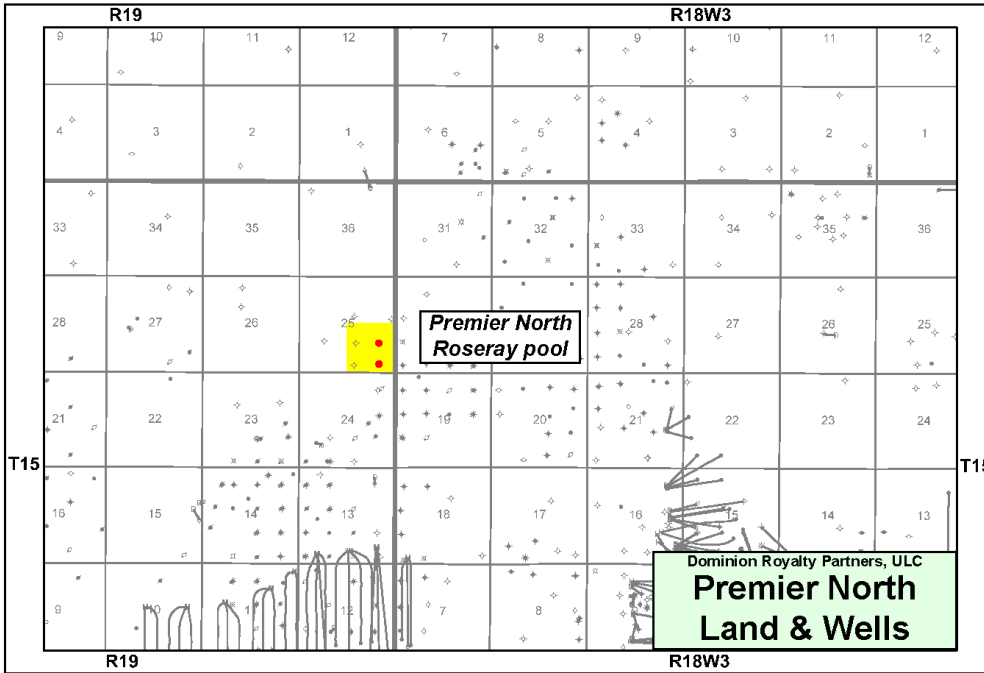 R19 R18W3
9 10 11 12 7 8 9 10 11 12
4 3 2 1 6 5 4 3 2 1
33 34 35 36 31 32 33 34 35 36
28 27 26 25 28 27 26 25
Premier North
Roseray pool
21 22 23 24 19 20 21 22 23 24
T15 T15
16 15 14 13 18 17 16 15 14 13
9 10 11 12 7 8
Dominion Royalty Partners, ULC
Premier North
Land & Wells
R19 R18W3